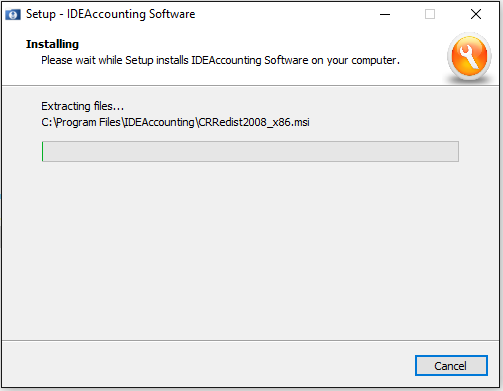 Setup - IDEAccounting Software
Installing
Please wait while Setup installs IDEAccounting Software on your computer.
Extracting files...
C:\Program Files\IDEAccounting\CRRedist2008_x86.msi
Cancel